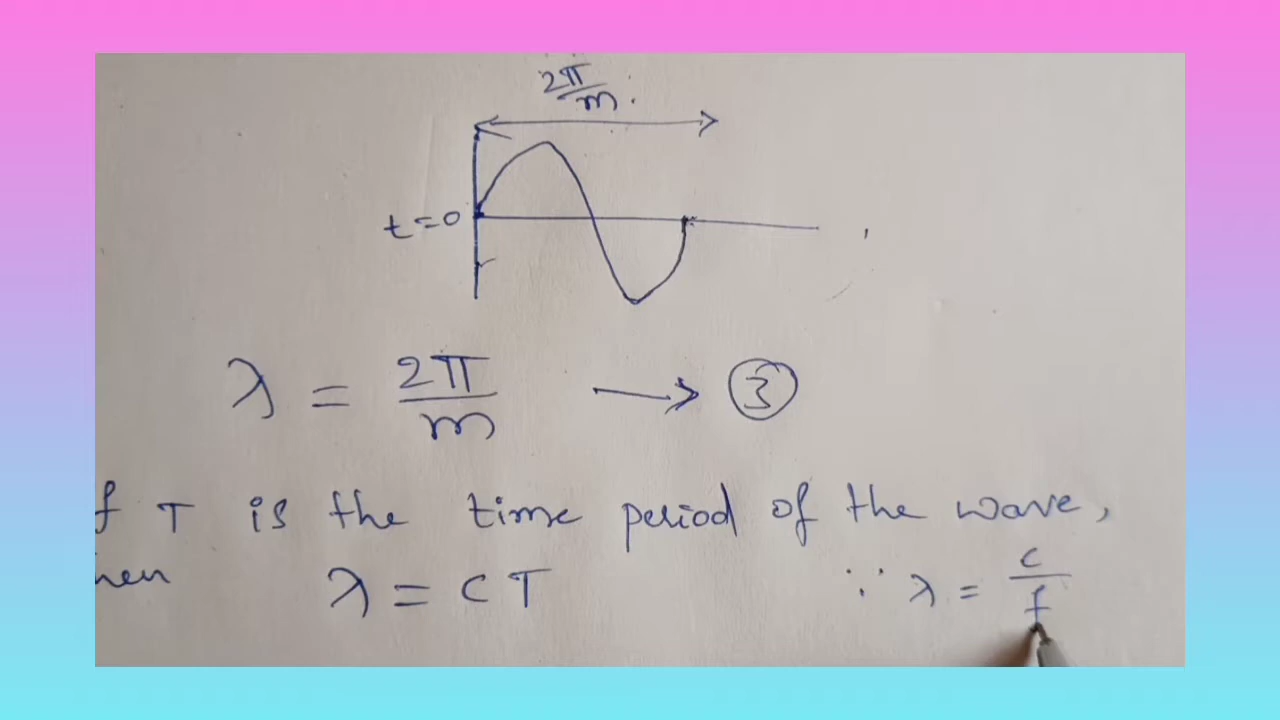 2π/m.
t=0
λ = 2π/m → ③
f T is the time period of the wave,
hen λ = CT ∵ λ = c/f